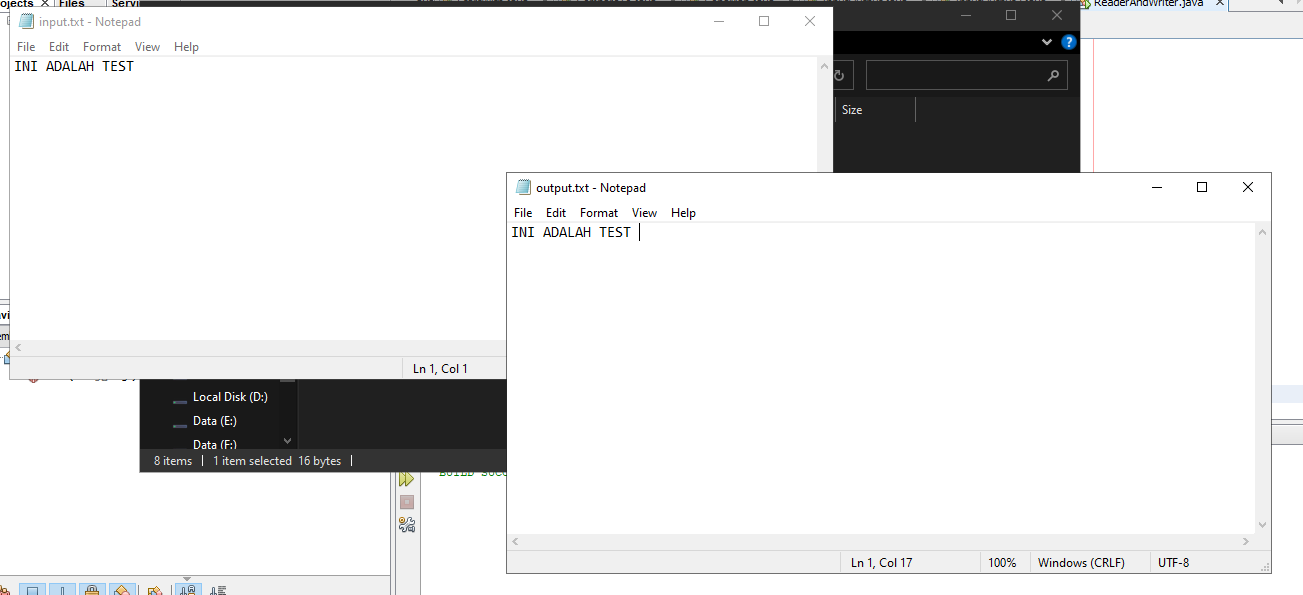 Files
ReaderAndWriter.java
input.txt - Notepad
File Edit Format View Help
INI ADALAH TEST
Ln 1, Col 1
Size
output.txt - Notepad
File Edit Format View Help
INI ADALAH TEST
Ln 1, Col 17
100%
Windows (CRLF)
UTF-8
Local Disk (D:)
Data (E:)
Data (F:)
8 items
1 item selected 16 bytes